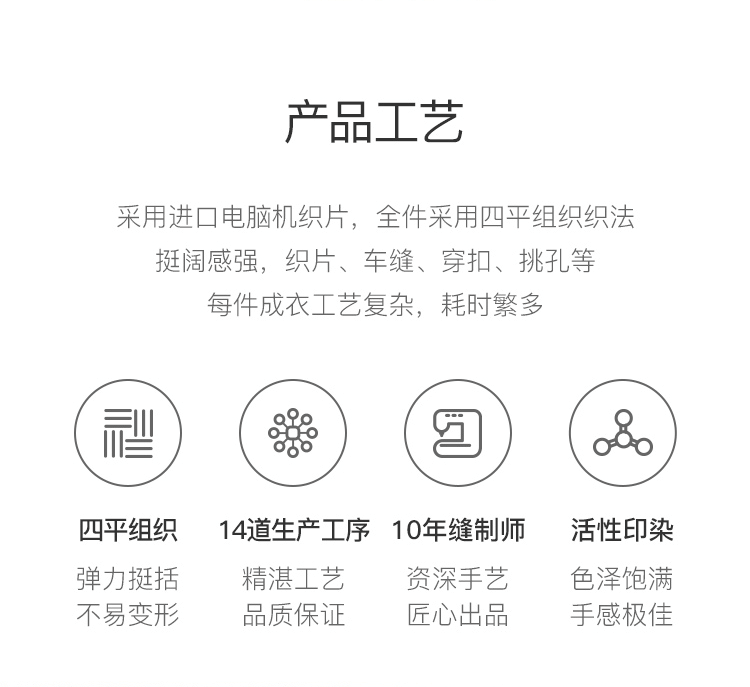 产品工艺
采用进口电脑机织片，全件采用四平组织织法
挺阔感强，织片、车缝、穿扣、挑孔等
每件成衣工艺复杂，耗时繁多
四平组织
弹力挺括
不易变形
14道生产工序
精湛工艺
品质保证
10年缝制师
资深手艺
匠心出品
活性印染
色泽饱满
手感极佳